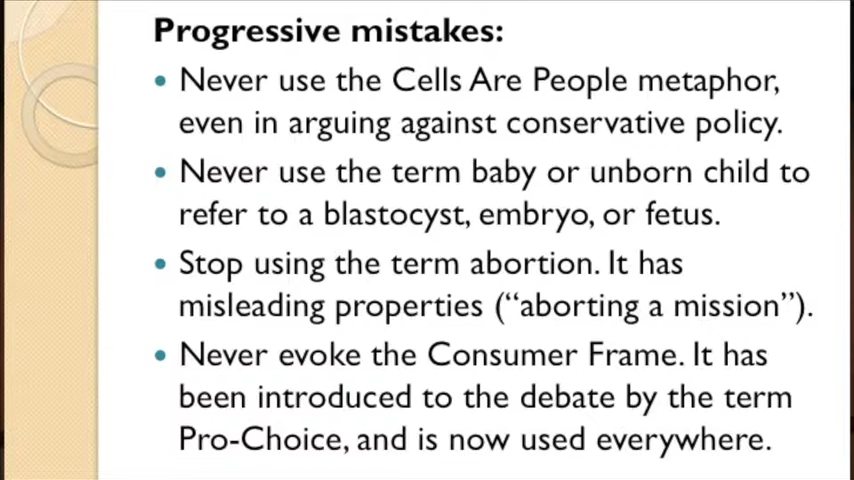 Progressive mistakes:
• Never use the Cells Are People metaphor,
even in arguing against conservative policy.
• Never use the term baby or unborn child to
refer to a blastocyst, embryo, or fetus.
• Stop using the term abortion. It has
misleading properties (“aborting a mission”).
• Never evoke the Consumer Frame. It has
been introduced to the debate by the term
Pro-Choice, and is now used everywhere.